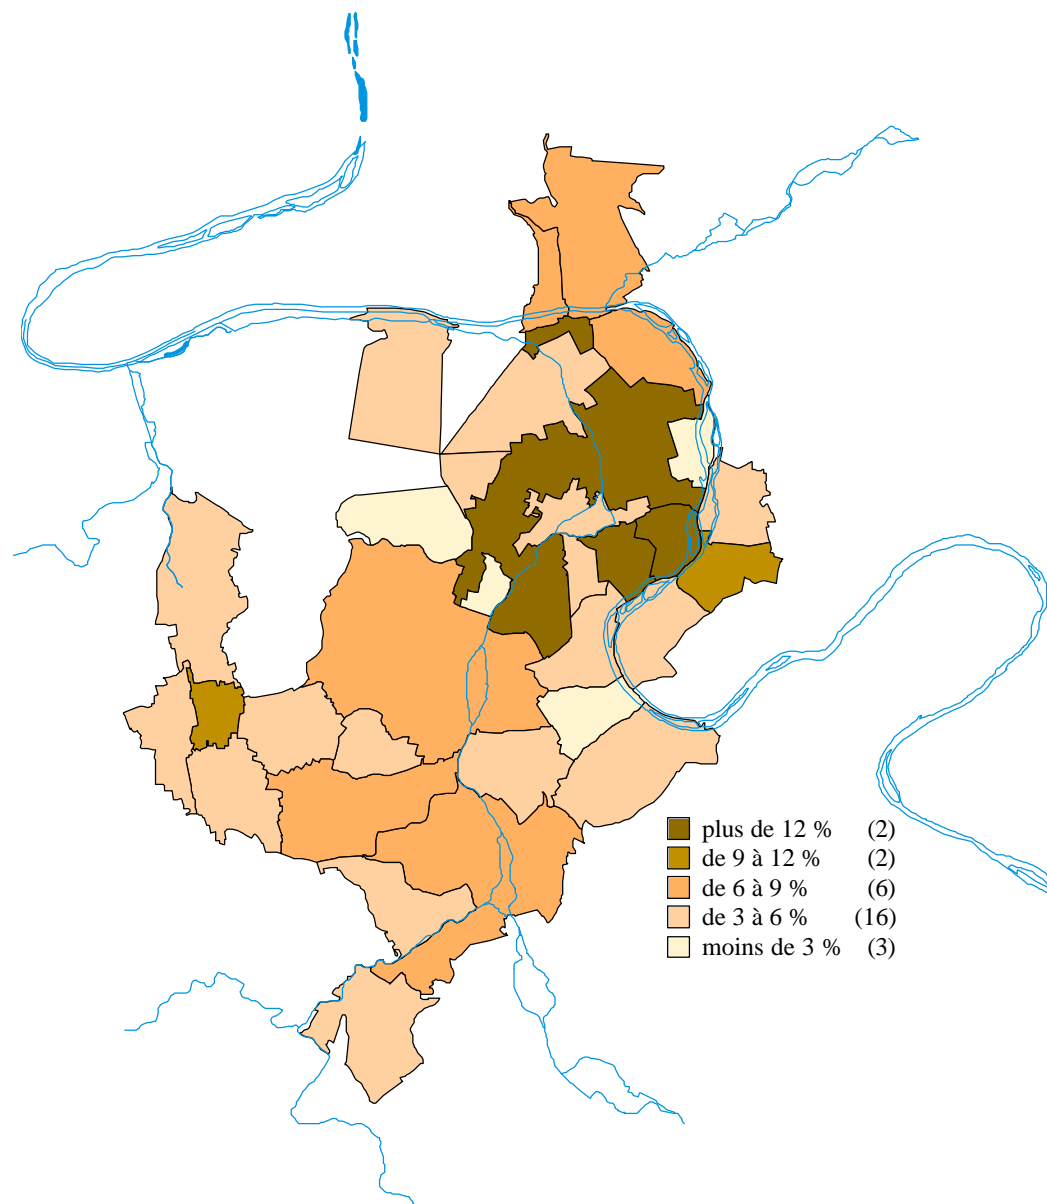 plus de 12 % (2)
de 9 à 12 % (2)
de 6 à 9 % (6)
de 3 à 6 % (16)
moins de 3 % (3)